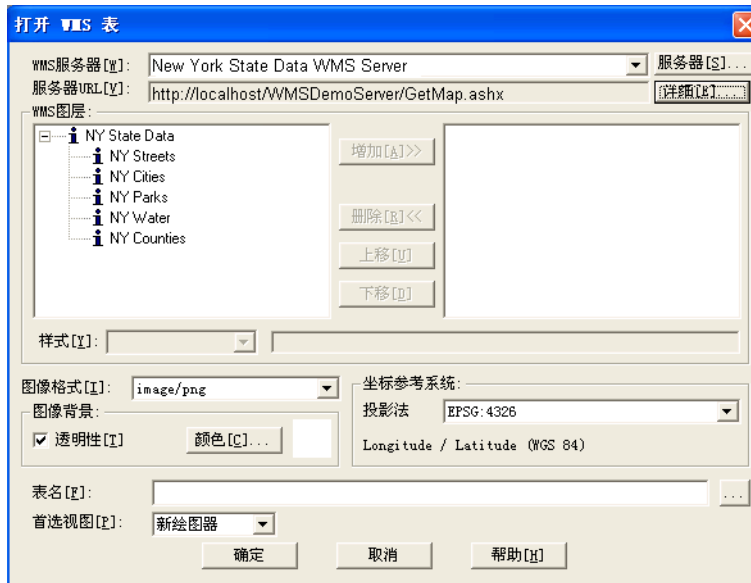 打开 WMS 表
WMS服务器[W]: New York State Data WMS Server 服务器[S]...
服务器URL[V]: http://localhost/WMSDemoServer/GetMap.ashx 详细[E]...
WMS图层:
NY State Data
NY Streets
NY Cities
NY Parks
NY Water
NY Counties
增加[A]>>
删除[R]<<
上移[U]
下移[D]
样式[Y]:
图像格式[I]: image/png
图像背景:
透明性[T] 颜色[C]...
坐标参考系统:
投影法 EPSG:4326
Longitude / Latitude (WGS 84)
表名[F]: ...
首选视图[P]: 新绘图器
确定 取消 帮助[H]